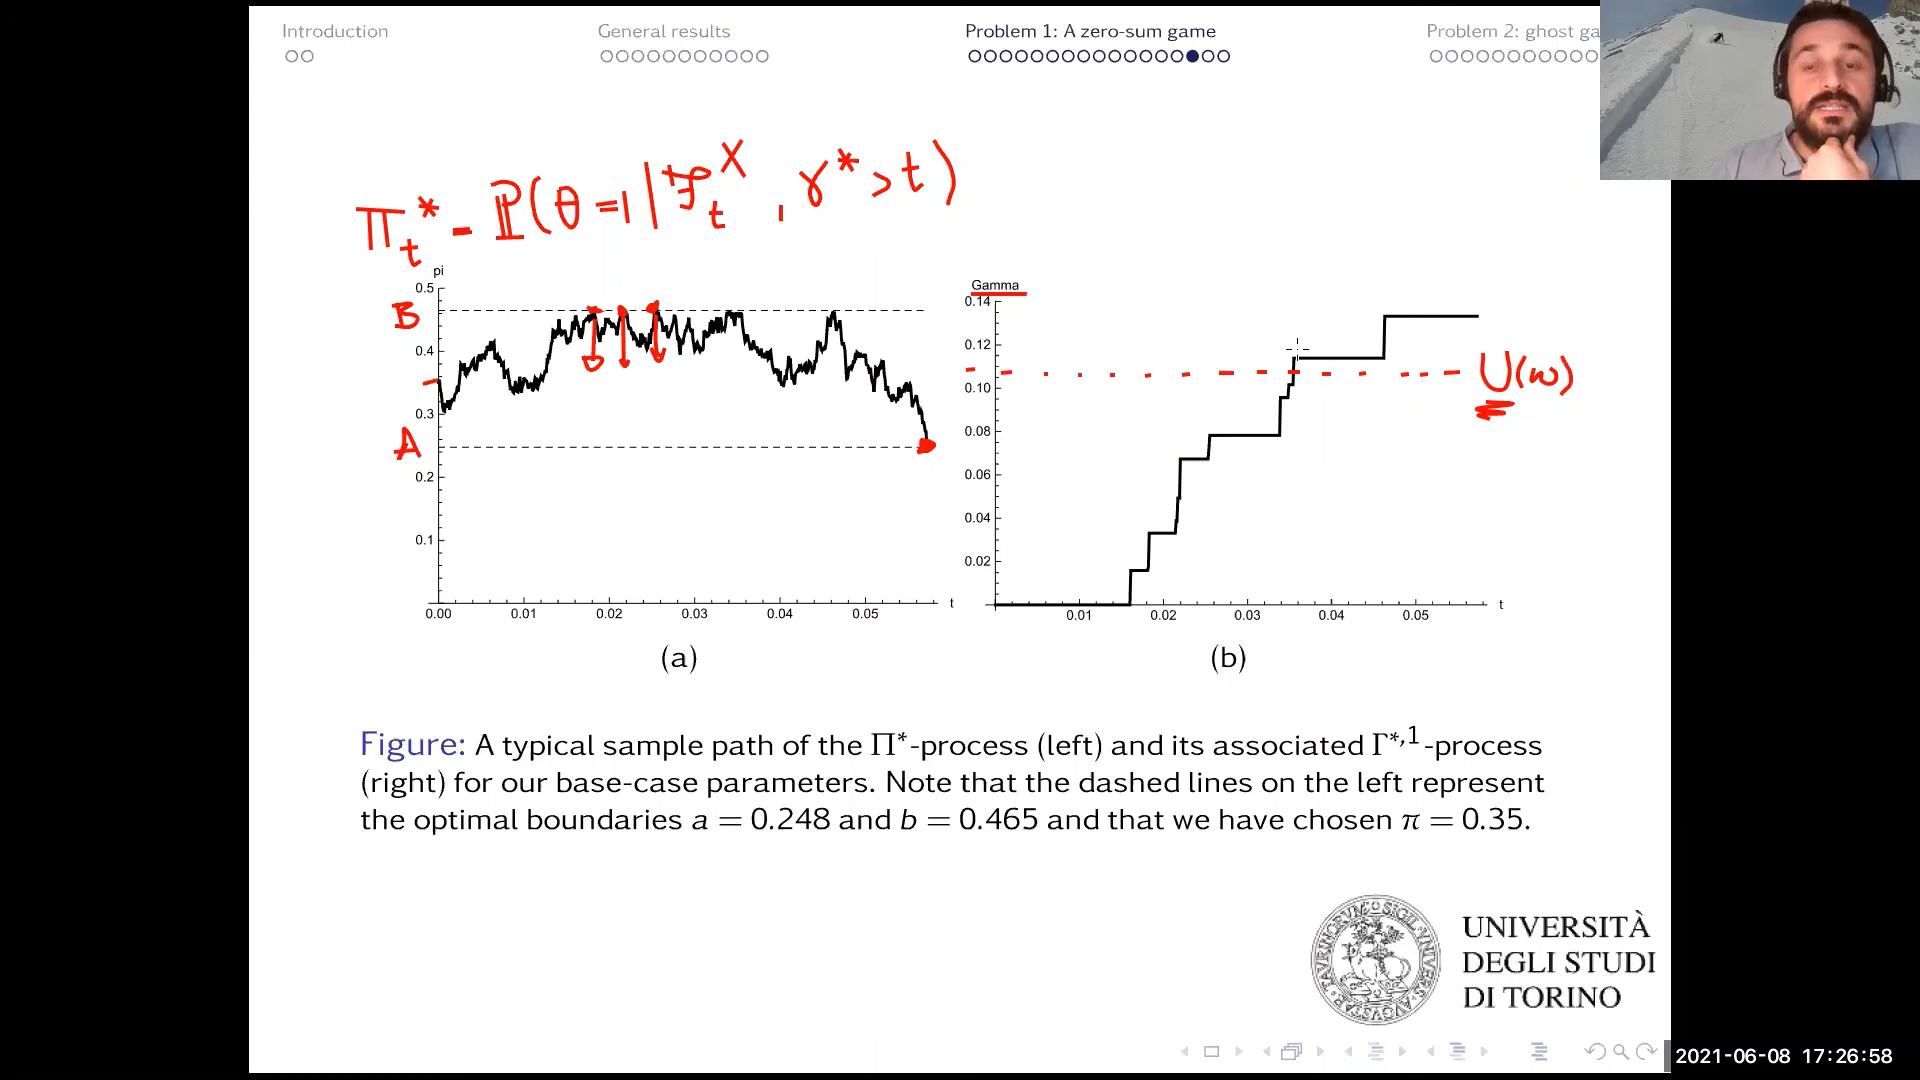 Introduction
General results
Problem 1: A zero-sum game
Problem 2: ghost ga
Π*t - ℙ(θ=1|ℱtX, γ*>t)
pi
0.5
B
0.4
0.3
A
0.2
0.1
0.00 0.01 0.02 0.03 0.04 0.05 t
(a)
Gamma
0.14
0.12
0.10
0.08
0.06
0.04
0.02
U(ω)
0.01 0.02 0.03 0.04 0.05 t
(b)
Figure: A typical sample path of the Π*-process (left) and its associated Γ*,1-process
(right) for our base-case parameters. Note that the dashed lines on the left represent
the optimal boundaries a = 0.248 and b = 0.465 and that we have chosen π = 0.35.
UNIVERSITÀ
DEGLI STUDI
DI TORINO
2021-06-08 17:26:58